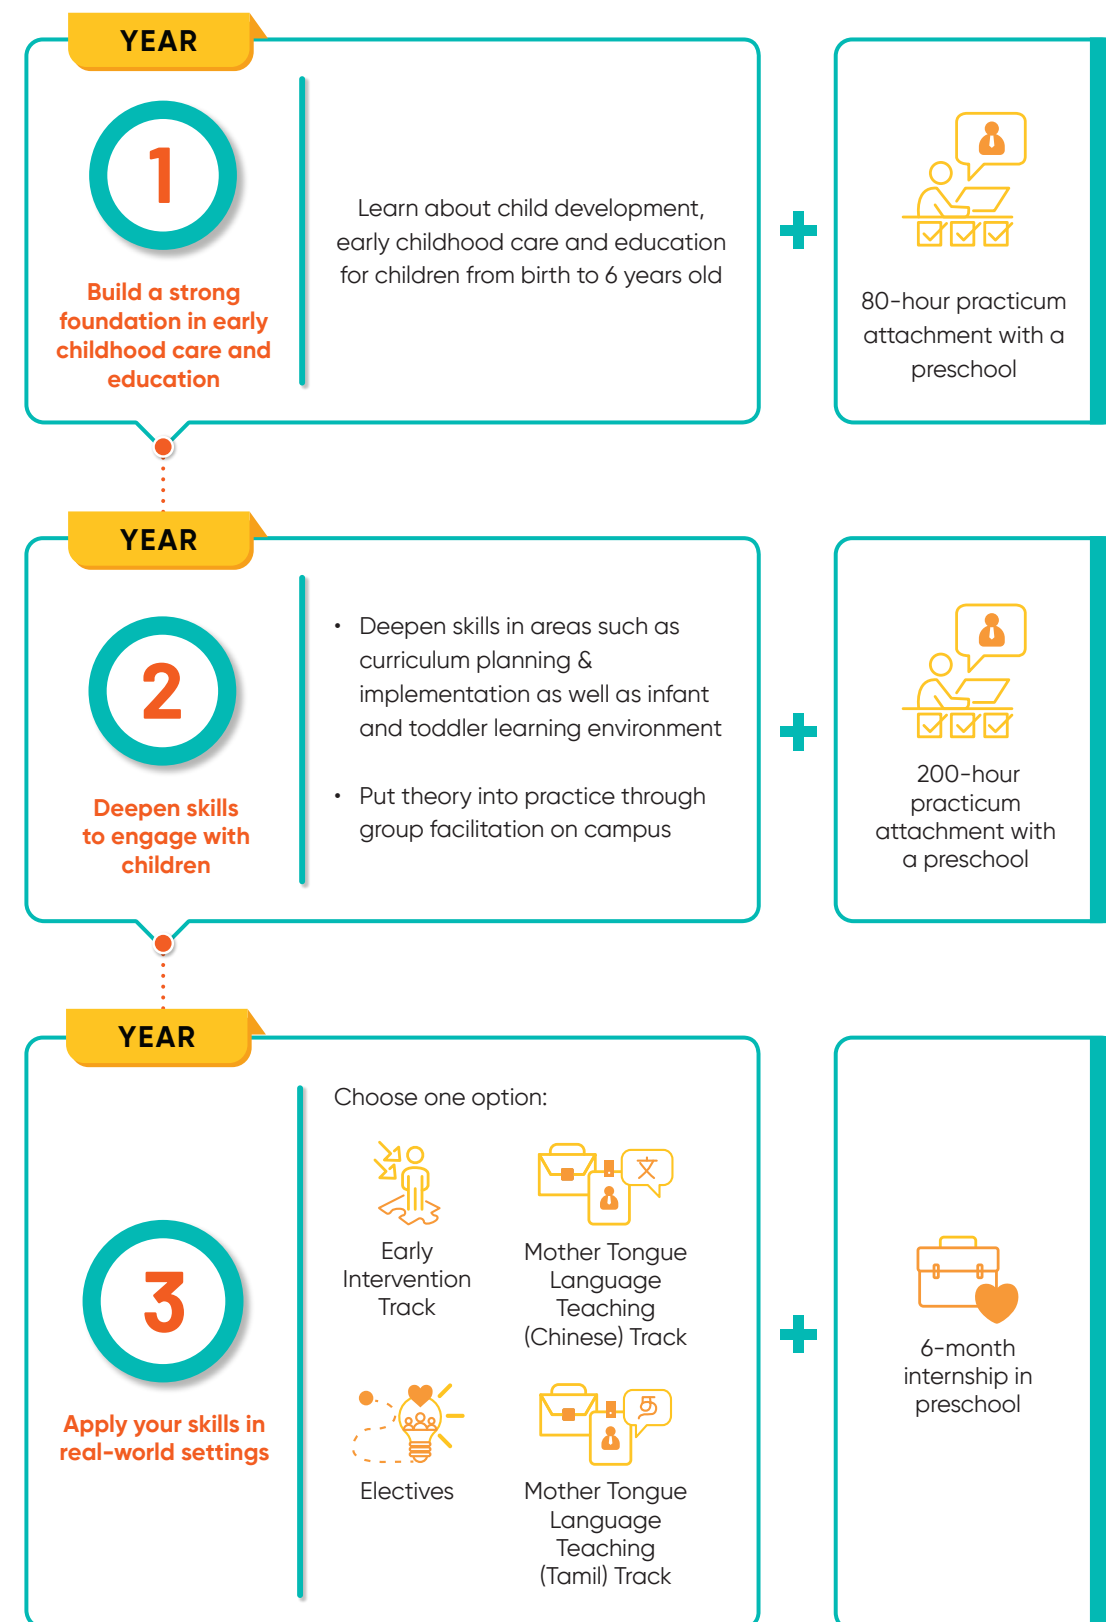 YEAR
1
Build a strong
foundation in early
childhood care and
education
Learn about child development,
early childhood care and education
for children from birth to 6 years old
80-hour practicum
attachment with a
preschool
YEAR
2
Deepen skills
to engage with
children
• Deepen skills in areas such as
curriculum planning &
implementation as well as infant
and toddler learning environment
• Put theory into practice through
group facilitation on campus
200-hour
practicum
attachment with
a preschool
YEAR
3
Apply your skills in
real-world settings
Choose one option:
Early
Intervention
Track
文
Mother Tongue
Language
Teaching
(Chinese) Track
Electives
த
Mother Tongue
Language
Teaching
(Tamil) Track
6-month
internship in
preschool